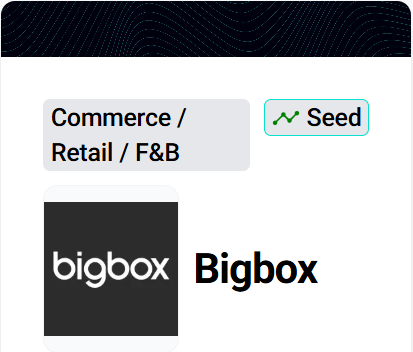 Commerce /
Retail / F&B
Seed
bigbox
Bigbox